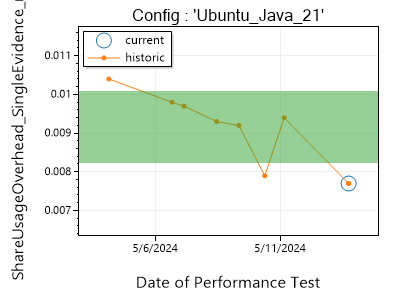 Config : 'Ubuntu_Java_21'
current
historic
ShareUsageOverhead_SingleEvidence_
0.011
0.01
0.009
0.008
0.007
5/6/2024
5/11/2024
Date of Performance Test